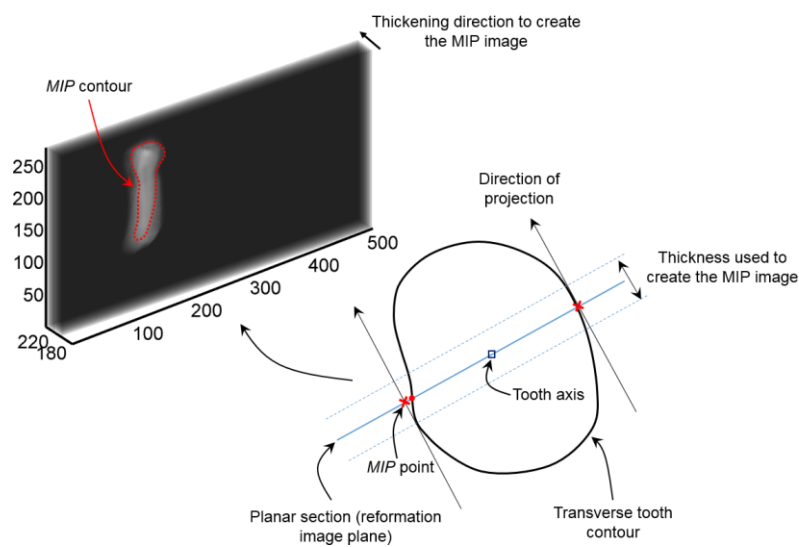 Thickening direction to create
the MIP image
MIP contour
250
200
150
100
50
220
180
100
200
300
400
500
Direction of
projection
Thickness used to
create the MIP image
Tooth axis
MIP point
Planar section (reformation
image plane)
Transverse tooth
contour